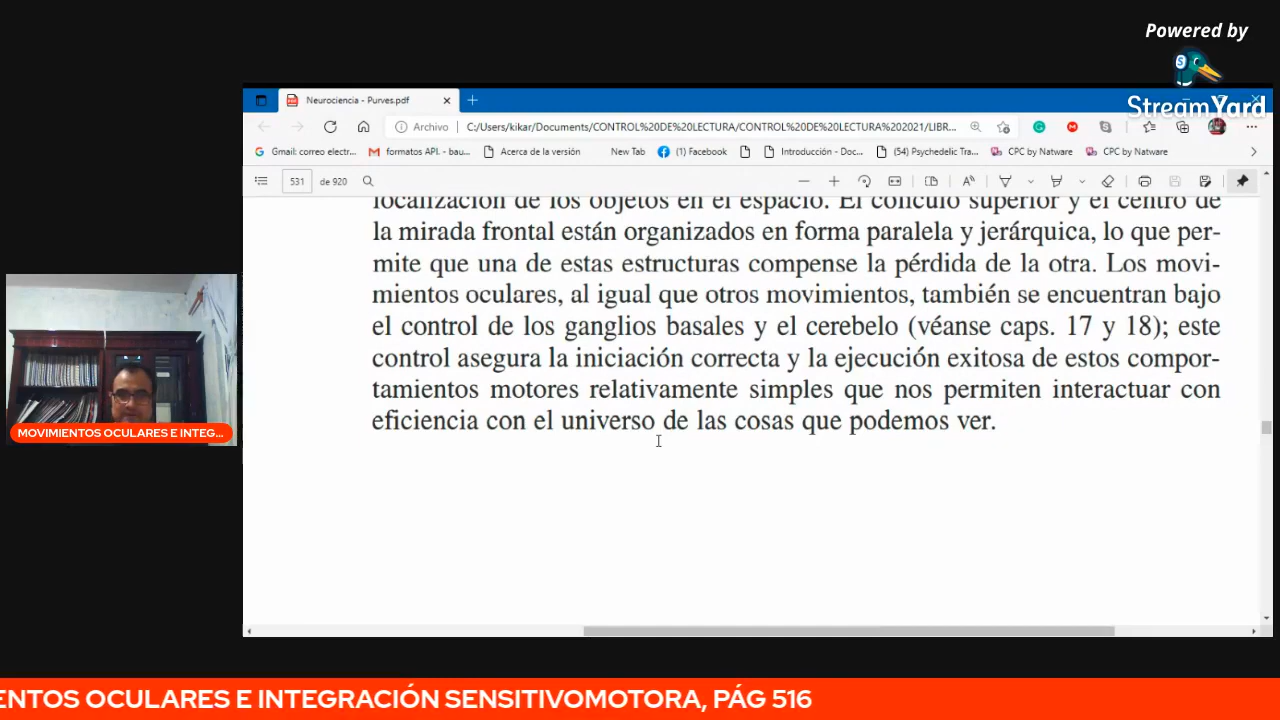 Powered by
StreamYard
Neurociencia - Purves.pdf
Archivo
C:/Users/kikar/Documents/CONTROL%20DE%20LECTURA/CONTROL%20DE%20LECTURA%202021/LIBR...
Gmail: correo electr...
formatos API. - bau...
Acerca de la versión
New Tab
(1) Facebook
Introducción - Doc...
(54) Psychedelic Tra...
CPC by Natware
CPC by Natware
531
de 920
localización de los objetos en el espacio. El colículo superior y el centro de
la mirada frontal están organizados en forma paralela y jerárquica, lo que per-
mite que una de estas estructuras compense la pérdida de la otra. Los movi-
mientos oculares, al igual que otros movimientos, también se encuentran bajo
el control de los ganglios basales y el cerebelo (véanse caps. 17 y 18); este
control asegura la iniciación correcta y la ejecución exitosa de estos compor-
tamientos motores relativamente simples que nos permiten interactuar con
eficiencia con el universo de las cosas que podemos ver.
MOVIMIENTOS OCULARES E INTEG...
ENTOS OCULARES E INTEGRACIÓN SENSITIVOMOTORA, PÁG 516